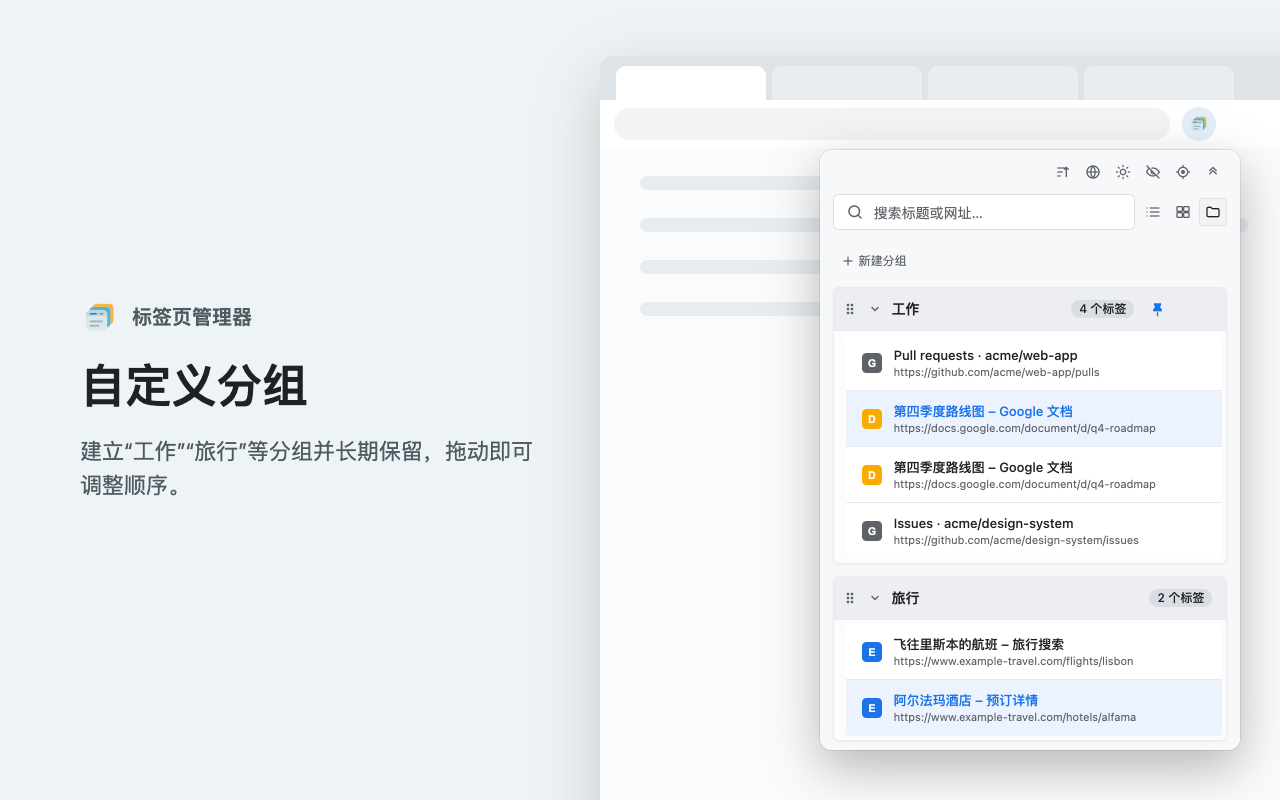 标签页管理器
自定义分组
建立“工作”“旅行”等分组并长期保留，拖动即可
调整顺序。
搜索标题或网址...
新建分组
工作
4 个标签
G
Pull requests · acme/web-app
https://github.com/acme/web-app/pulls
D
第四季度路线图 – Google 文档
https://docs.google.com/document/d/q4-roadmap
D
第四季度路线图 – Google 文档
https://docs.google.com/document/d/q4-roadmap
G
Issues · acme/design-system
https://github.com/acme/design-system/issues
旅行
2 个标签
E
飞往里斯本的航班 – 旅行搜索
https://www.example-travel.com/flights/lisbon
E
阿尔法玛酒店 – 预订详情
https://www.example-travel.com/hotels/alfama